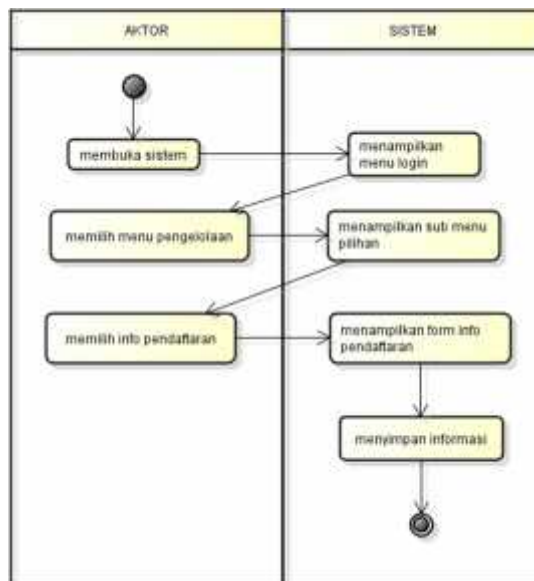 AKTOR
SISTEM
membuka sistem
menampilkan
menu login
memilih menu pengelolaan
menampilkan sub menu
pilihan
memilih info pendaftaran
menampilkan form info
pendaftaran
menyimpan informasi